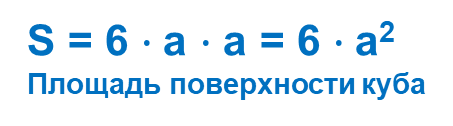 S = 6 · a · a = 6 · a²
Площадь поверхности куба